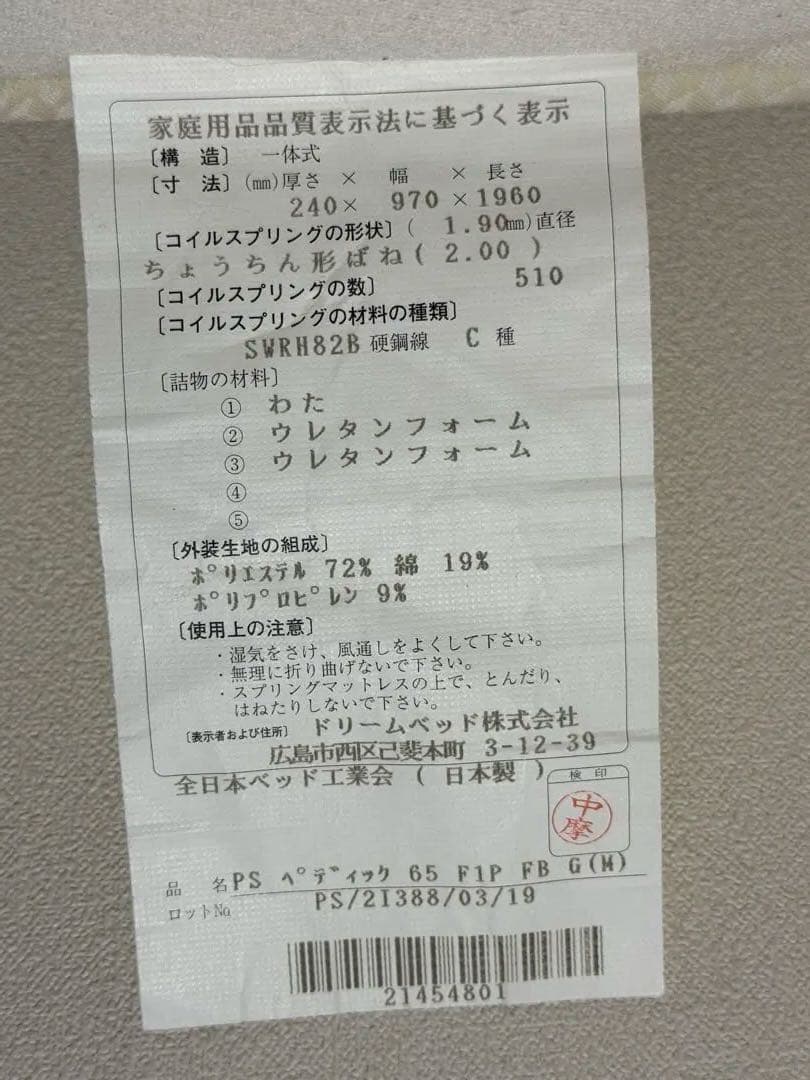 家庭用品品質表示法に基づく表示
〔構 造〕 一体式
〔寸 法〕(mm)厚さ × 幅 × 長さ
240× 970 ×1960
〔コイルスプリングの形状〕( 1.90mm)直径
ちょうちん形ばね( 2.00 )
〔コイルスプリングの数〕 510
〔コイルスプリングの材料の種類〕
SWRH82B 硬鋼線 C 種
〔詰物の材料〕
① わた
② ウレタンフォーム
③ ウレタンフォーム
④
⑤
〔外装生地の組成〕
ポリエステル 72% 綿 19%
ポリプロピレン 9%
〔使用上の注意〕
・湿気をさけ、風通しをよくして下さい。
・無理に折り曲げないで下さい。
・スプリングマットレスの上で、とんだり、
はねたりしないで下さい。
〔表示者および住所〕 ドリームベッド株式会社
広島市西区己斐本町 3-12-39
全日本ベッド工業会 ( 日本製 )
検 印
中
摩
品 名 PS ペディック 65 F1P FB G(M)
ロットNo PS/2I388/03/19
21454801